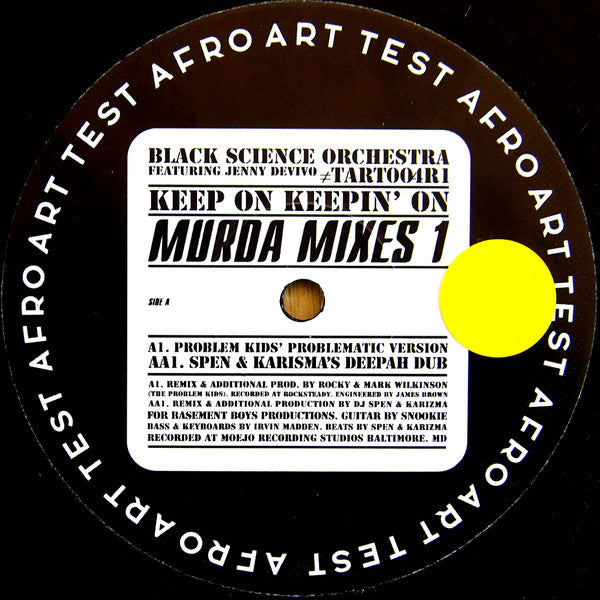 AFRO ART TEST AFRO ART TEST AFRO ART TEST AFRO ART TEST
BLACK SCIENCE ORCHESTRA
FEATURING JENNY DEVIVO ≠TART004R1
KEEP ON KEEPIN' ON
MURDA MIXES 1
SIDE A
A1. PROBLEM KIDS' PROBLEMATIC VERSION
AA1. SPEN & KARISMA'S DEEPAH DUB
A1. REMIX & ADDITIONAL PROD. BY ROCKY & MARK WILKINSON
(THE PROBLEM KIDS). RECORDED AT ROCKSTEADY. ENGINEERED BY JAMES BROWN
AA1. REMIX & ADDITIONAL PRODUCTION BY DJ SPEN & KARIZMA
FOR BASEMENT BOYS PRODUCTIONS. GUITAR BY SNOOKIE
BASS & KEYBOARDS BY IRVIN MADDEN. BEATS BY SPEN & KARIZMA
RECORDED AT MOEJO RECORDING STUDIOS BALTIMORE. MD